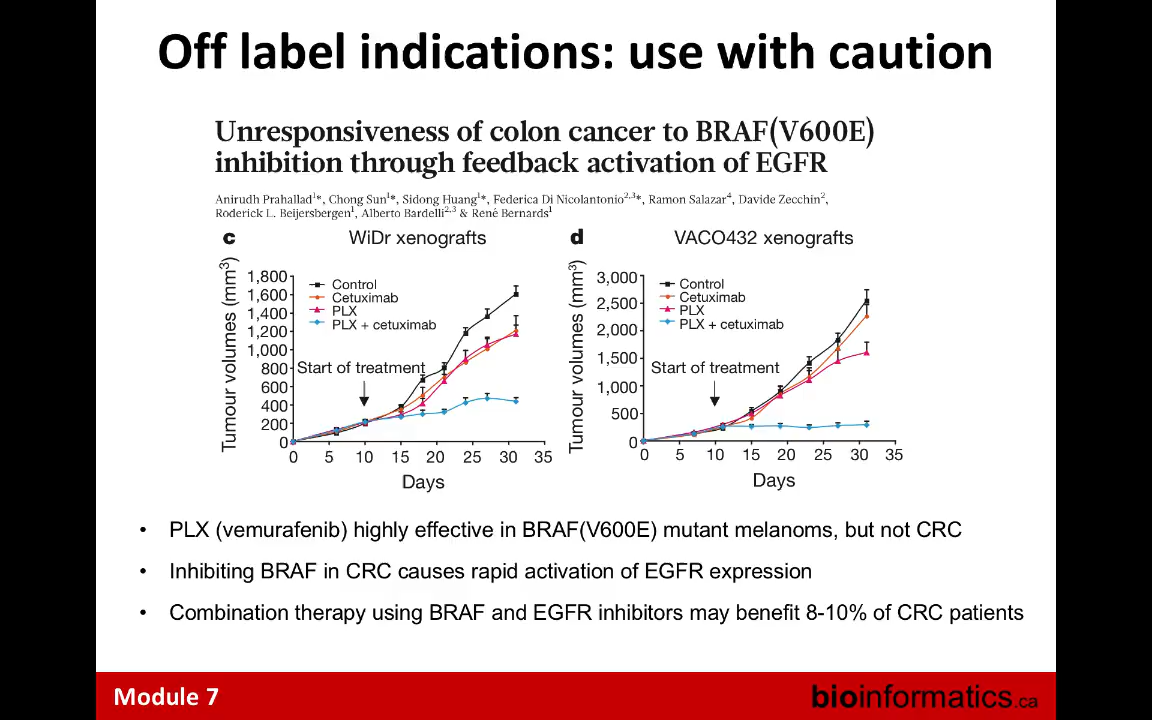 Off label indications: use with caution
Unresponsiveness of colon cancer to BRAF(V600E)
inhibition through feedback activation of EGFR
Anirudh Prahallad¹*, Chong Sun¹*, Sidong Huang¹*, Federica Di Nicolantonio²,³*, Ramon Salazar⁴, Davide Zecchin²,
Roderick L. Beijersbergen¹, Alberto Bardelli²,³ & René Bernards¹
c WiDr xenografts
Tumour volumes (mm³)
1,800
1,600
1,400
1,200
1,000
800
600
400
200
0
Control
Cetuximab
PLX
PLX + cetuximab
Start of treatment
0 5 10 15 20 25 30 35
Days
d VACO432 xenografts
Tumour volumes (mm³)
3,000
2,500
2,000
1,500
1,000
500
0
Control
Cetuximab
PLX
PLX + cetuximab
Start of treatment
0 5 10 15 20 25 30 35
Days
• PLX (vemurafenib) highly effective in BRAF(V600E) mutant melanoms, but not CRC
• Inhibiting BRAF in CRC causes rapid activation of EGFR expression
• Combination therapy using BRAF and EGFR inhibitors may benefit 8-10% of CRC patients
Module 7
bioinformatics.ca